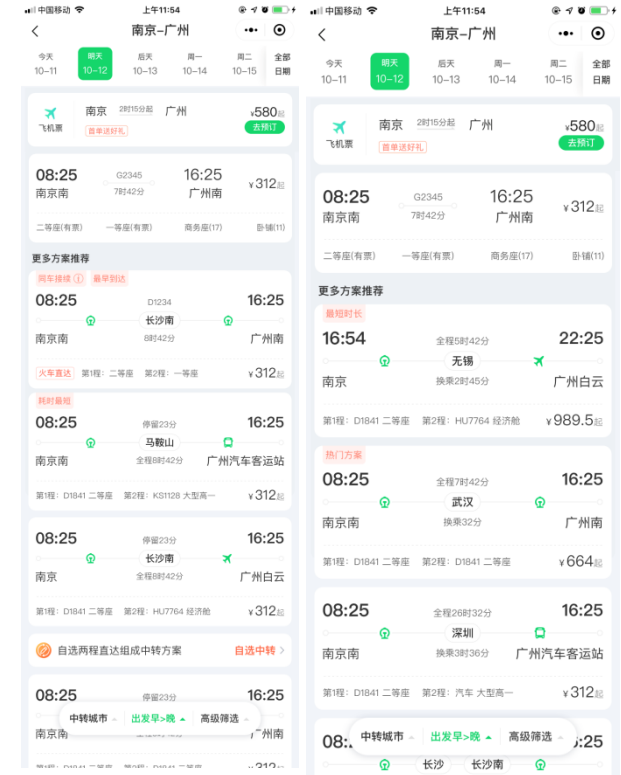 中国移动
上午11:54
南京–广州
今天
明天
后天
周一
周二
全部
10–11
10–12
10–13
10–14
10–15
日期
南京
2时15分起
广州
¥580起
飞机票
首单送好礼
去预订
08:25
G2345
16:25
¥312起
南京南
7时42分
广州南
二等座(有票)
一等座(有票)
商务座(17)
卧铺(11)
更多方案推荐
同车接续
最早到达
08:25
D1234
16:25
长沙南
南京南
8时42分
广州南
火车直达
第1程: 二等座
第2程: 一等座
¥312起
耗时最短
08:25
停留23分
16:25
马鞍山
南京南
全程8时42分
广州汽车客运站
第1程: D1841 二等座
第2程: KS1128 大型高一
¥312起
08:25
停留23分
16:25
长沙南
南京
全程8时42分
广州白云
第1程: D1841 二等座
第2程: HU7764 经济舱
¥312起
自选两程直达组成中转方案
自选中转
08:25
停留23分
16:25
中转城市
出发早>晚
高级筛选
中国移动
上午11:54
南京–广州
今天
明天
后天
周一
周二
全部
10–11
10–12
10–13
10–14
10–15
日期
南京
2时15分起
广州
¥580起
飞机票
首单送好礼
去预订
08:25
G2345
16:25
¥312起
南京南
7时42分
广州南
二等座(有票)
一等座(有票)
商务座(17)
卧铺(11)
更多方案推荐
最短时长
16:54
全程5时42分
22:25
无锡
南京
换乘2时45分
广州白云
第1程: D1841 二等座
第2程: HU7764 经济舱
¥989.5起
热门方案
08:25
全程7时42分
16:25
武汉
南京南
换乘32分
广州南
第1程: D1841 二等座
第2程: D1841 二等座
¥664起
08:25
全程26时32分
16:25
深圳
南京南
换乘3时36分
广州汽车客运站
第1程: D1841 二等座
第2程: 汽车 大型高一
¥312起
中转城市
出发早>晚
高级筛选
长沙
长沙南